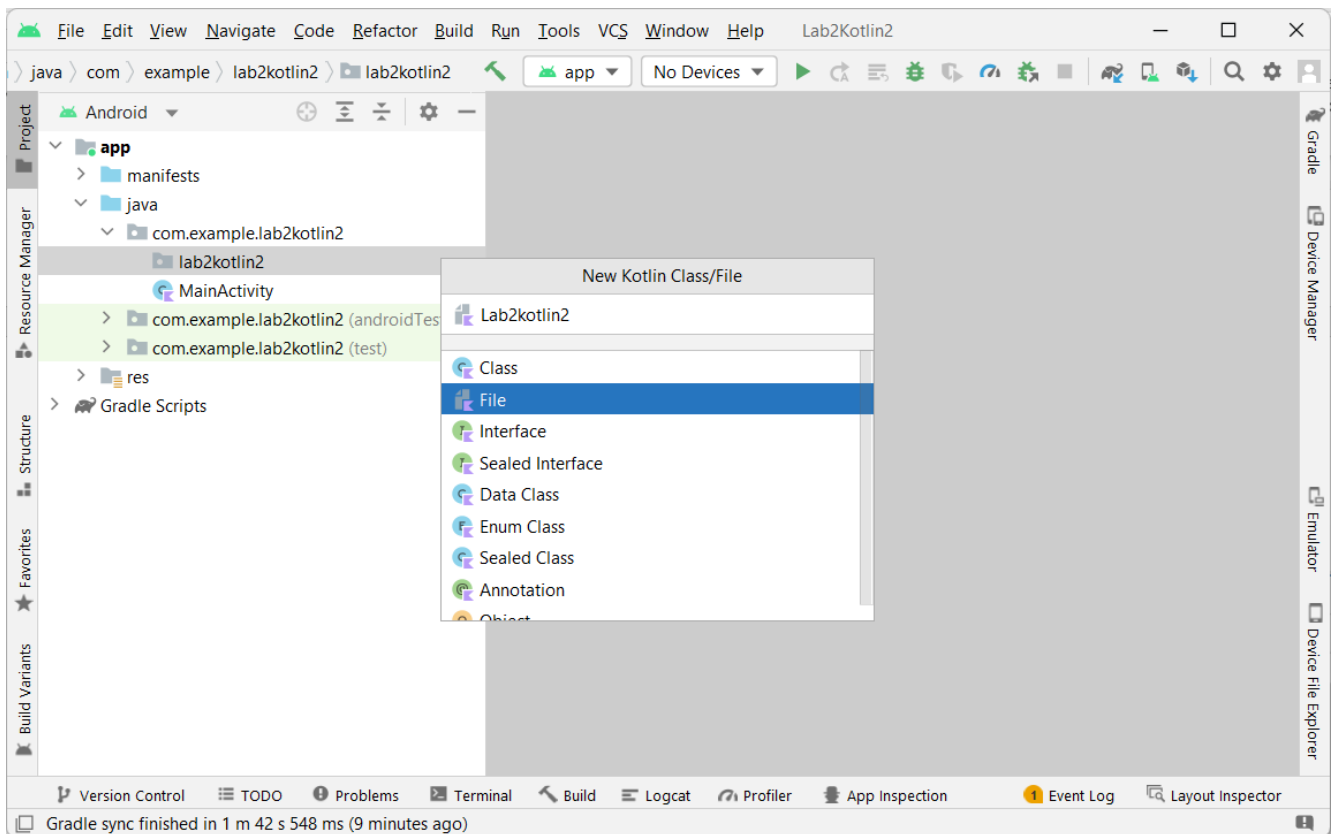 File Edit View Navigate Code Refactor Build Run Tools VCS Window Help Lab2Kotlin2
java com example lab2kotlin2 lab2kotlin2 app No Devices
Android
app
manifests
java
com.example.lab2kotlin2
lab2kotlin2
MainActivity
com.example.lab2kotlin2 (androidTes
com.example.lab2kotlin2 (test)
res
Gradle Scripts
New Kotlin Class/File
Lab2kotlin2
Class
File
Interface
Sealed Interface
Data Class
Enum Class
Sealed Class
Annotation
Object
Project
Resource Manager
Structure
Favorites
Build Variants
Gradle
Device Manager
Emulator
Device File Explorer
Version Control TODO Problems Terminal Build Logcat Profiler App Inspection 1 Event Log Layout Inspector
Gradle sync finished in 1 m 42 s 548 ms (9 minutes ago)